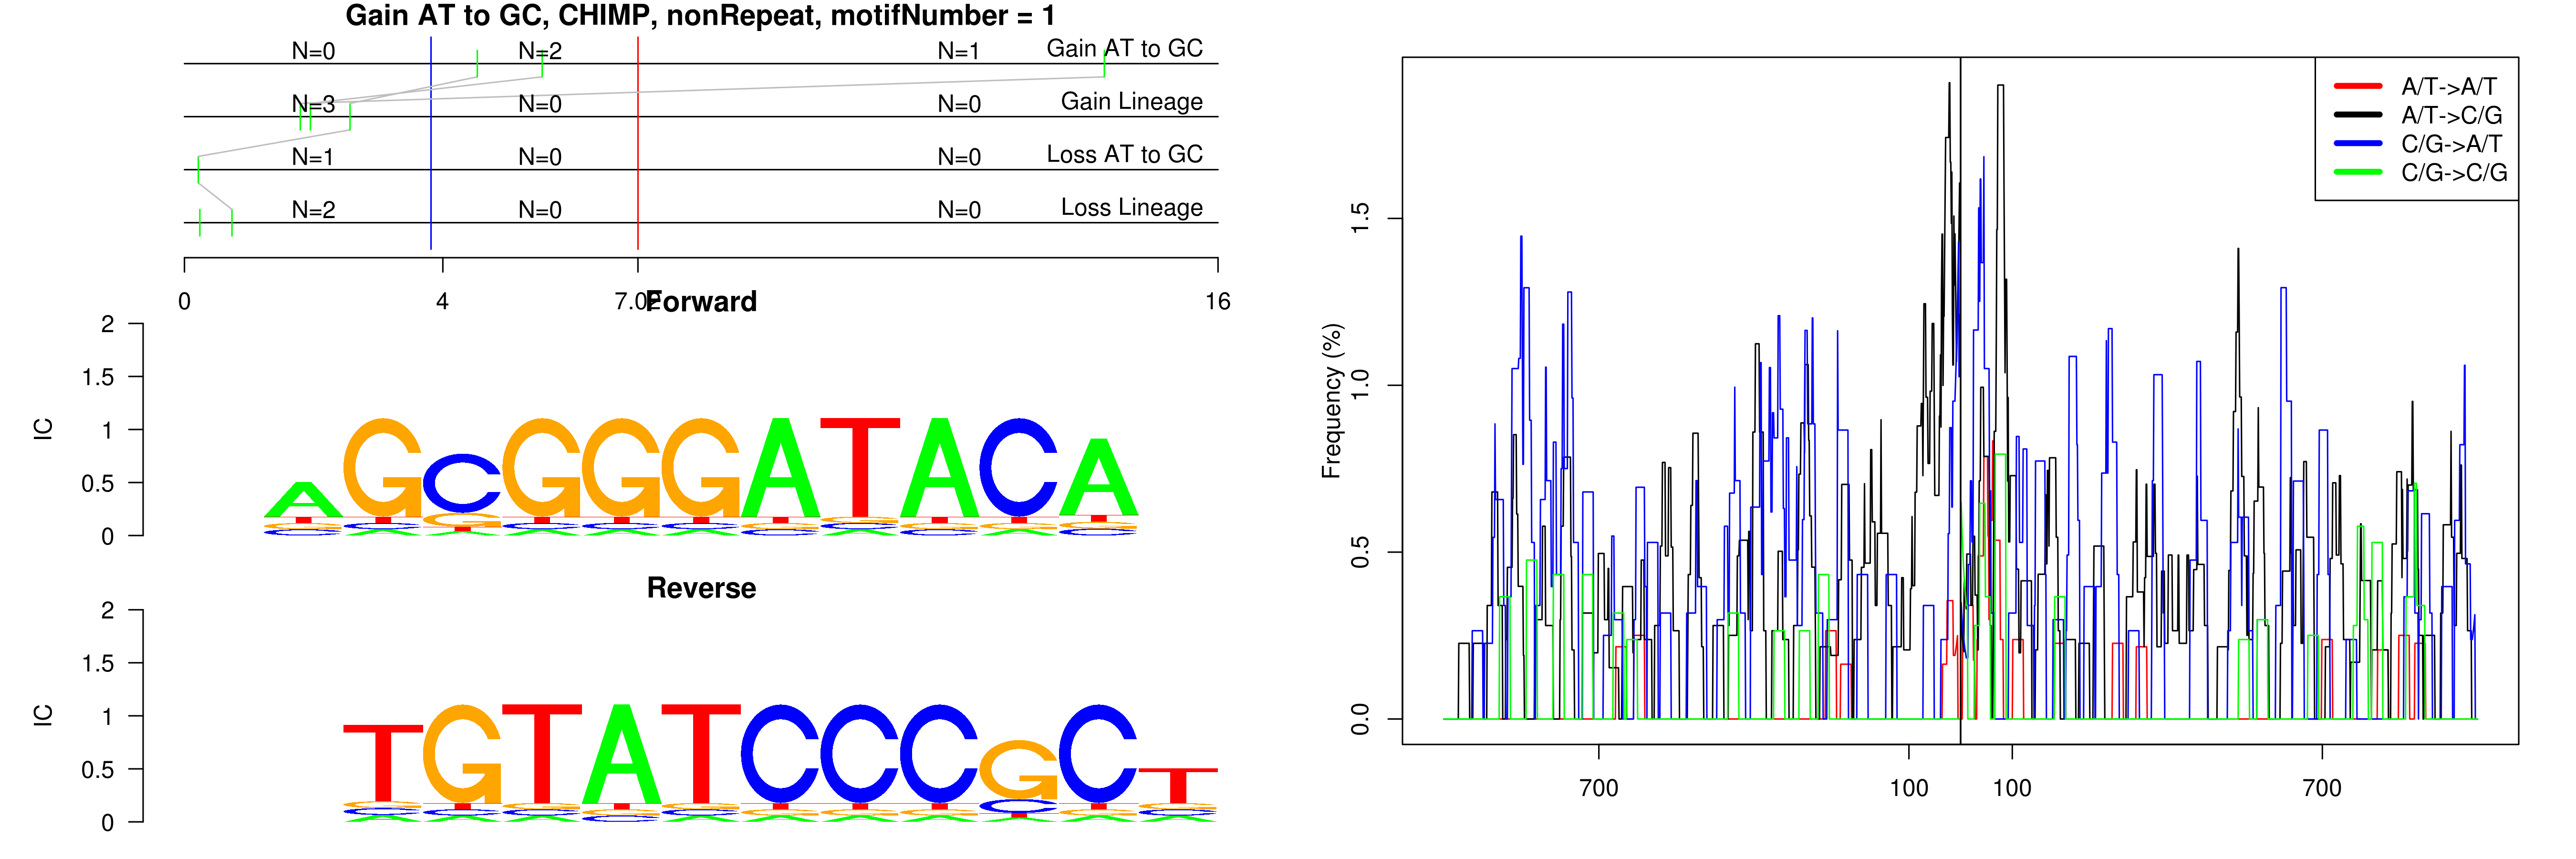 Gain AT to GC, CHIMP, nonRepeat, motifNumber = 1
N=0 N=2 N=1 Gain AT to GC
N=3 N=0 N=0 Gain Lineage
N=1 N=0 N=0 Loss AT to GC
N=2 N=0 N=0 Loss Lineage
0 4 7.02 16
Forward
IC
2
1.5
1
0.5
0
AGCGGGATACA
Reverse
IC
2
1.5
1
0.5
0
TGTATCCCGCT
A/T->A/T
A/T->C/G
C/G->A/T
C/G->C/G
Frequency (%)
1.5
1.0
0.5
0.0
700 100 100 700